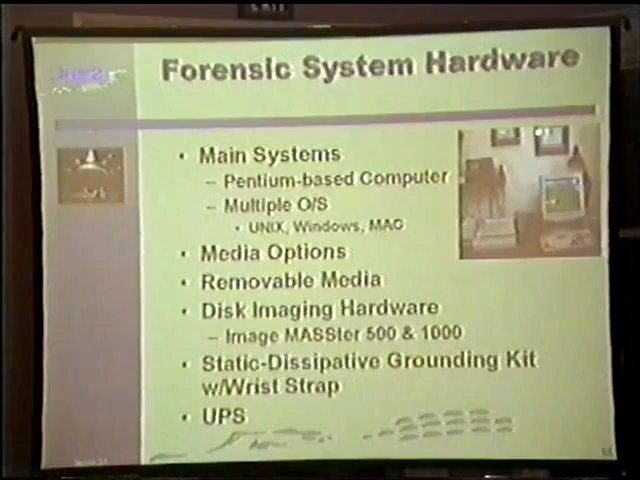 EXIT
Forensic System Hardware
• Main Systems
– Pentium-based Computer
– Multiple O/S
• UNIX, Windows, MAC
• Media Options
• Removable Media
• Disk Imaging Hardware
– Image MASSter 500 & 1000
• Static-Dissipative Grounding Kit
w/Wrist Strap
• UPS